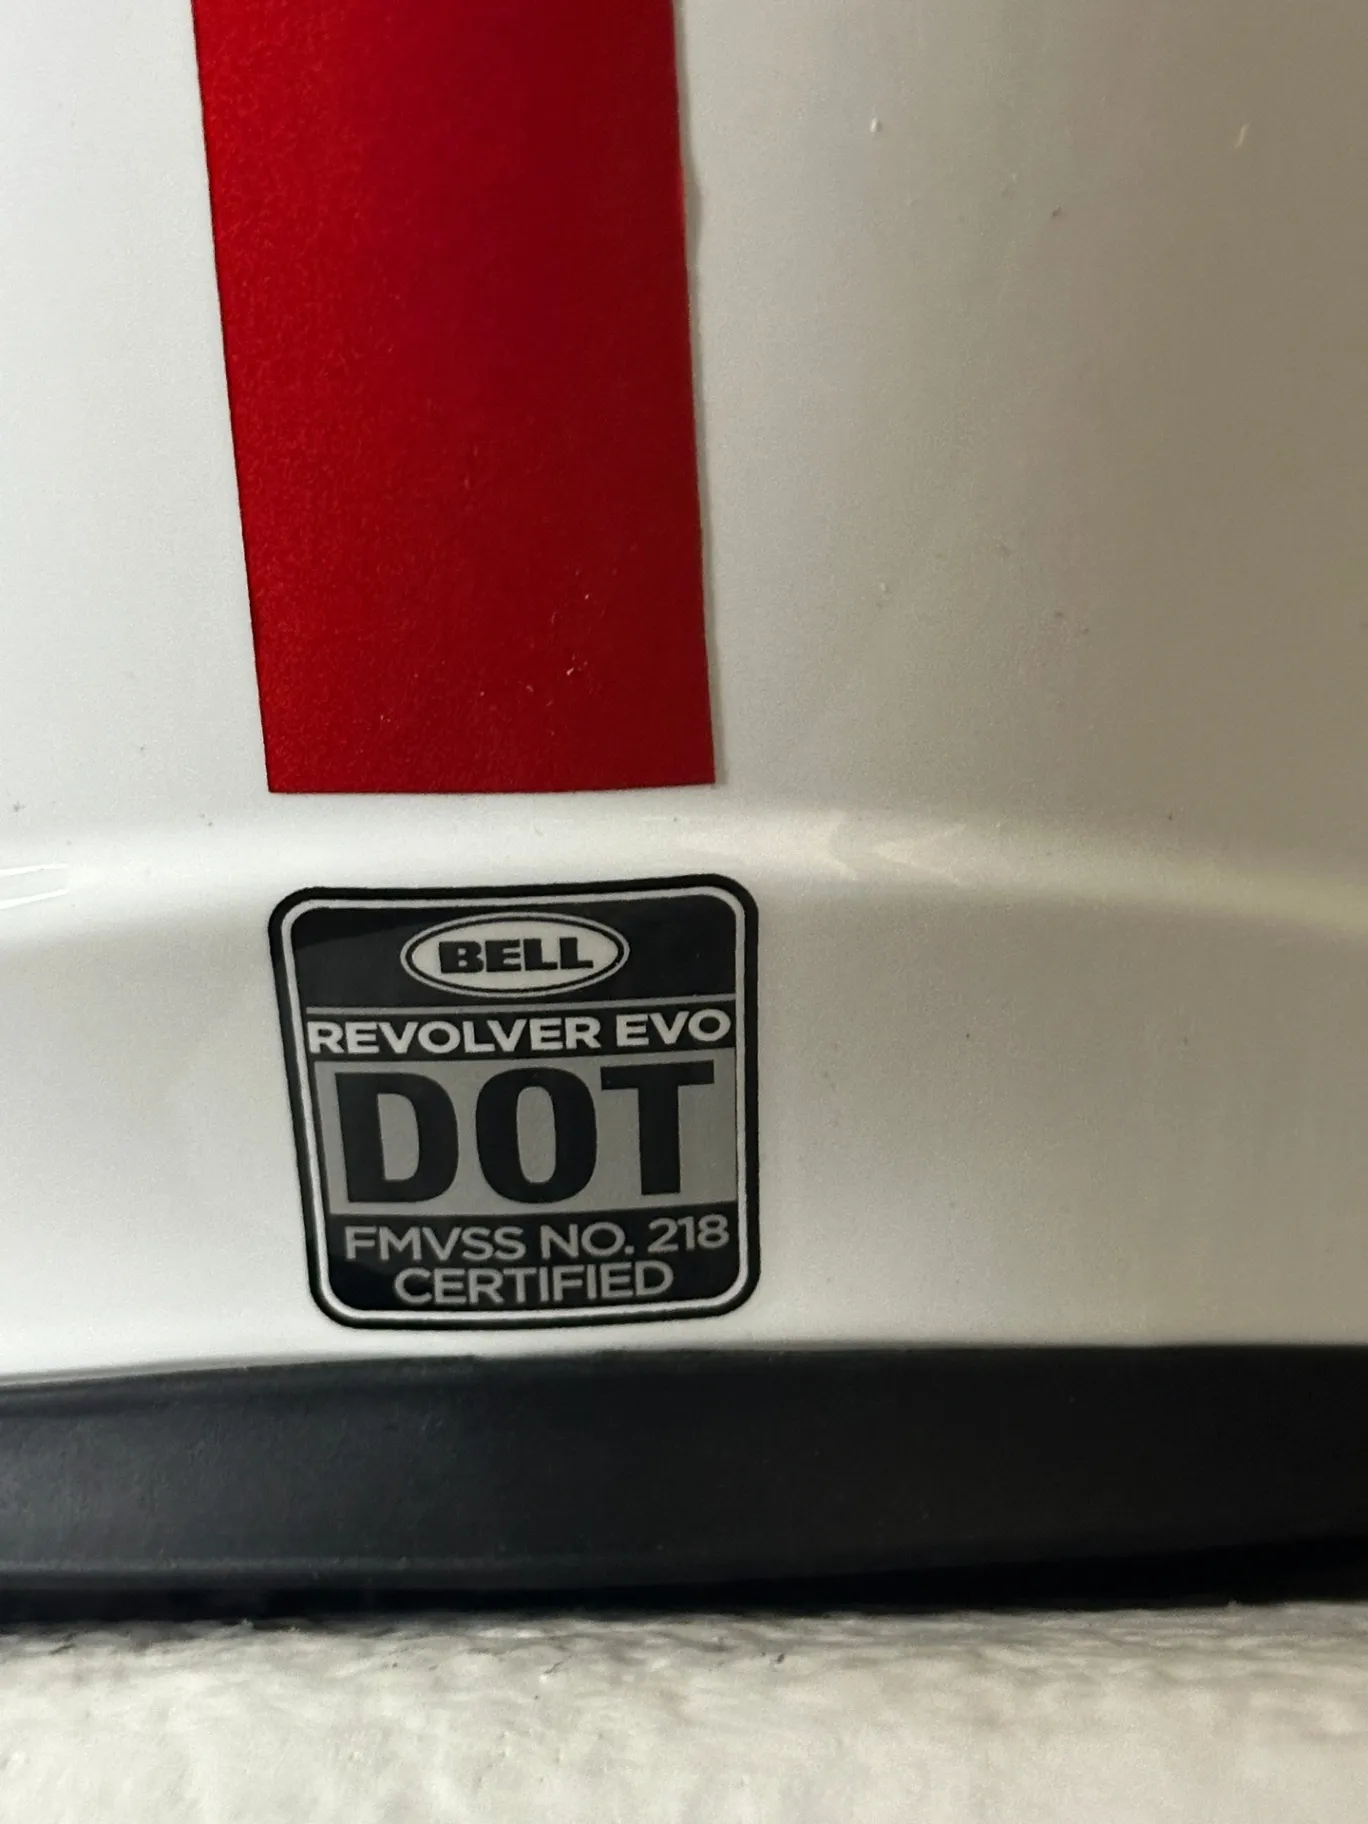 BELL
REVOLVER EVO
DOT
FMVSS NO. 218
CERTIFIED